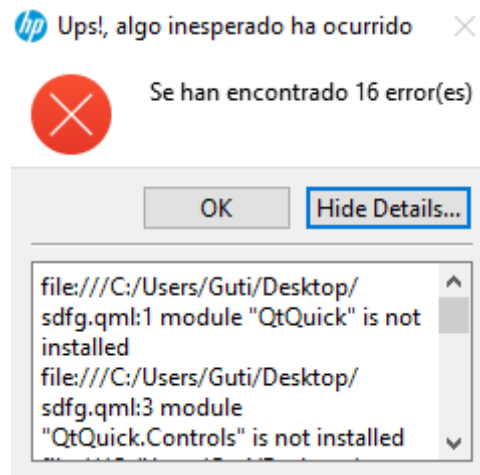 hp Ups!, algo inesperado ha ocurrido
Se han encontrado 16 error(es)
OK Hide Details...
file:///C:/Users/Guti/Desktop/
sdfg.qml:1 module "QtQuick" is not
installed
file:///C:/Users/Guti/Desktop/
sdfg.qml:3 module
"QtQuick.Controls" is not installed